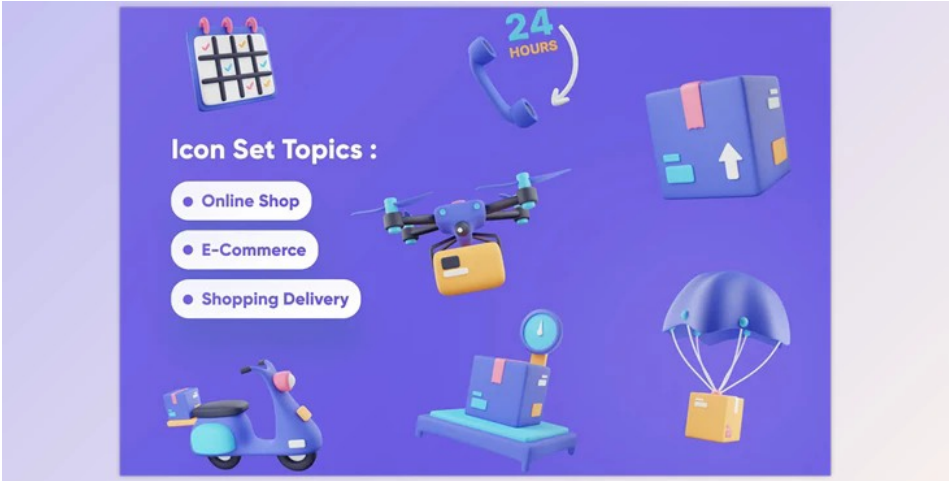 24
HOURS
Icon Set Topics :
Online Shop
E-Commerce
Shopping Delivery